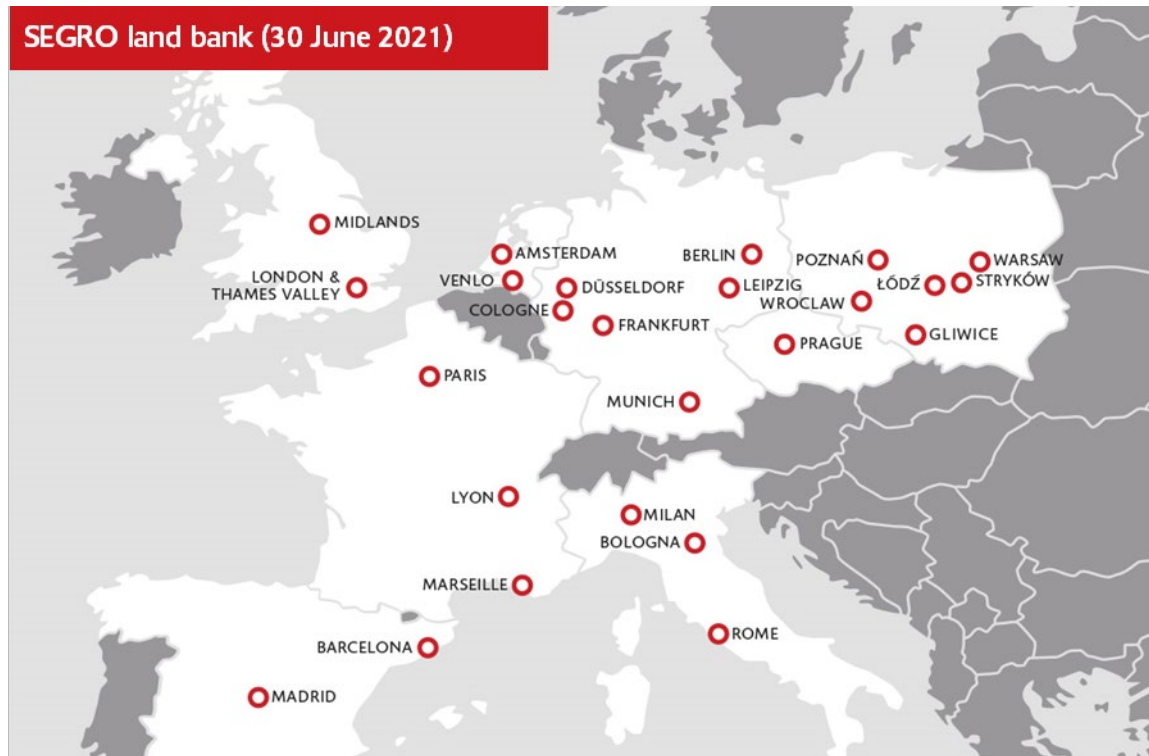 SEGRO land bank (30 June 2021)
MIDLANDS
LONDON &
THAMES VALLEY
AMSTERDAM
VENLO
DÜSSELDORF
COLOGNE
FRANKFURT
BERLIN
LEIPZIG
MUNICH
POZNAŃ
WARSAW
ŁÓDŹ
STRYKÓW
WROCLAW
GLIWICE
PRAGUE
PARIS
LYON
MARSEILLE
MILAN
BOLOGNA
ROME
BARCELONA
MADRID